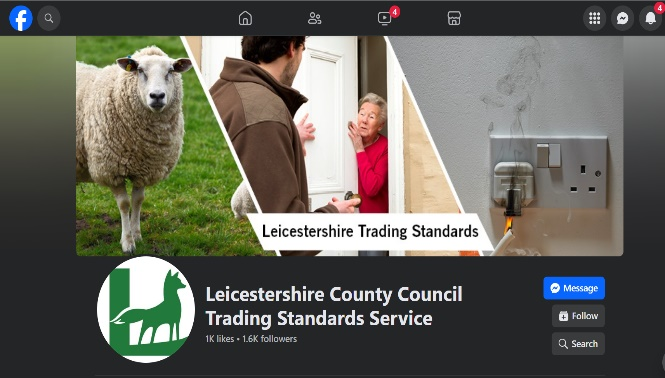 4
4
Leicestershire Trading Standards
Leicestershire County Council
Trading Standards Service
1K likes • 1.6K followers
Message
Follow
Search